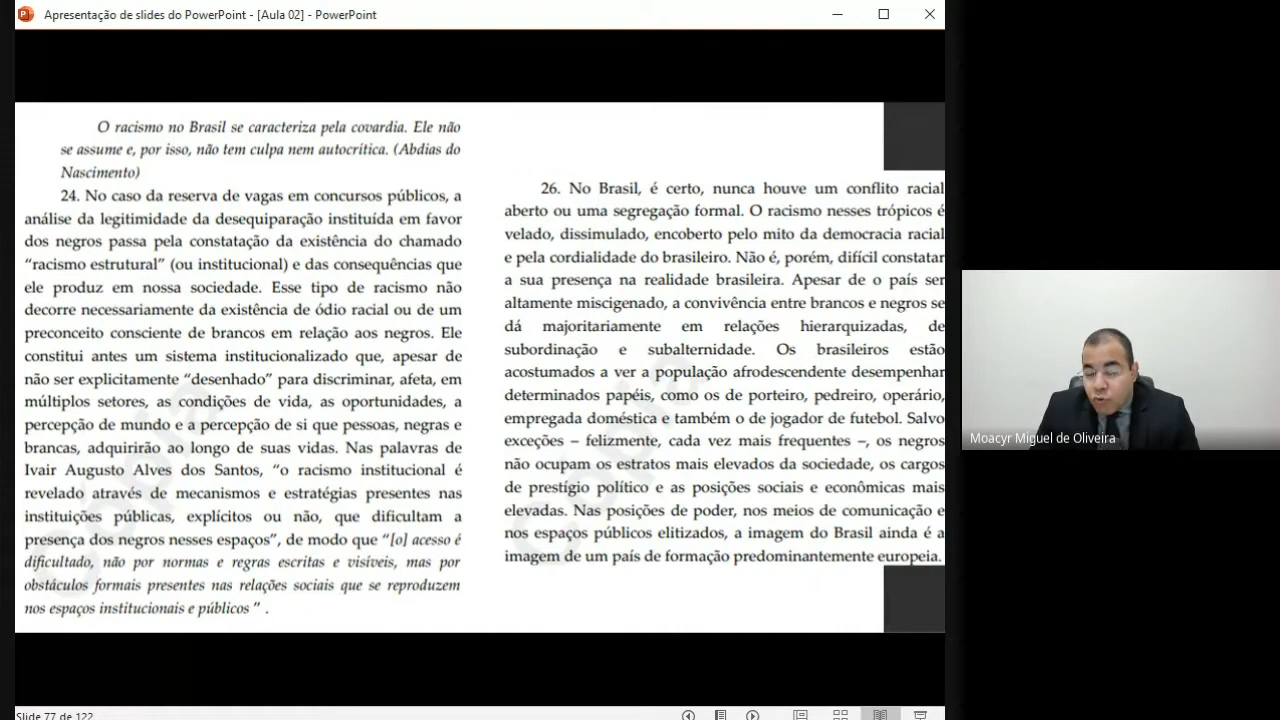 Apresentação de slides do PowerPoint - [Aula 02] - PowerPoint
O racismo no Brasil se caracteriza pela covardia. Ele não
se assume e, por isso, não tem culpa nem autocrítica. (Abdias do
Nascimento)
24. No caso da reserva de vagas em concursos públicos, a
análise da legitimidade da desequiparação instituída em favor
dos negros passa pela constatação da existência do chamado
“racismo estrutural” (ou institucional) e das consequências que
ele produz em nossa sociedade. Esse tipo de racismo não
decorre necessariamente da existência de ódio racial ou de um
preconceito consciente de brancos em relação aos negros. Ele
constitui antes um sistema institucionalizado que, apesar de
não ser explicitamente “desenhado” para discriminar, afeta, em
múltiplos setores, as condições de vida, as oportunidades, a
percepção de mundo e a percepção de si que pessoas, negras e
brancas, adquirirão ao longo de suas vidas. Nas palavras de
Ivair Augusto Alves dos Santos, “o racismo institucional é
revelado através de mecanismos e estratégias presentes nas
instituições públicas, explícitos ou não, que dificultam a
presença dos negros nesses espaços”, de modo que “[o] acesso é
dificultado, não por normas e regras escritas e visíveis, mas por
obstáculos formais presentes nas relações sociais que se reproduzem
nos espaços institucionais e públicos ” .
26. No Brasil, é certo, nunca houve um conflito racial
aberto ou uma segregação formal. O racismo nesses trópicos é
velado, dissimulado, encoberto pelo mito da democracia racial
e pela cordialidade do brasileiro. Não é, porém, difícil constatar
a sua presença na realidade brasileira. Apesar de o país ser
altamente miscigenado, a convivência entre brancos e negros se
dá majoritariamente em relações hierarquizadas, de
subordinação e subalternidade. Os brasileiros estão
acostumados a ver a população afrodescendente desempenhar
determinados papéis, como os de porteiro, pedreiro, operário,
empregada doméstica e também o de jogador de futebol. Salvo
exceções – felizmente, cada vez mais frequentes –, os negros
não ocupam os estratos mais elevados da sociedade, os cargos
de prestígio político e as posições sociais e econômicas mais
elevadas. Nas posições de poder, nos meios de comunicação e
nos espaços públicos elitizados, a imagem do Brasil ainda é a
imagem de um país de formação predominantemente europeia.
Cópia
Cópia
Moacyr Miguel de Oliveira
Slide 77 de 122